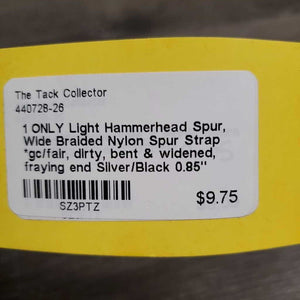 The Tack Collector
440728-26
1 ONLY Light Hammerhead Spur,
Wide Braided Nylon Spur Strap
*gc/fair, dirty, bent & widened,
fraying end Silver/Black 0.85"
$9.75
SZ3PTZ